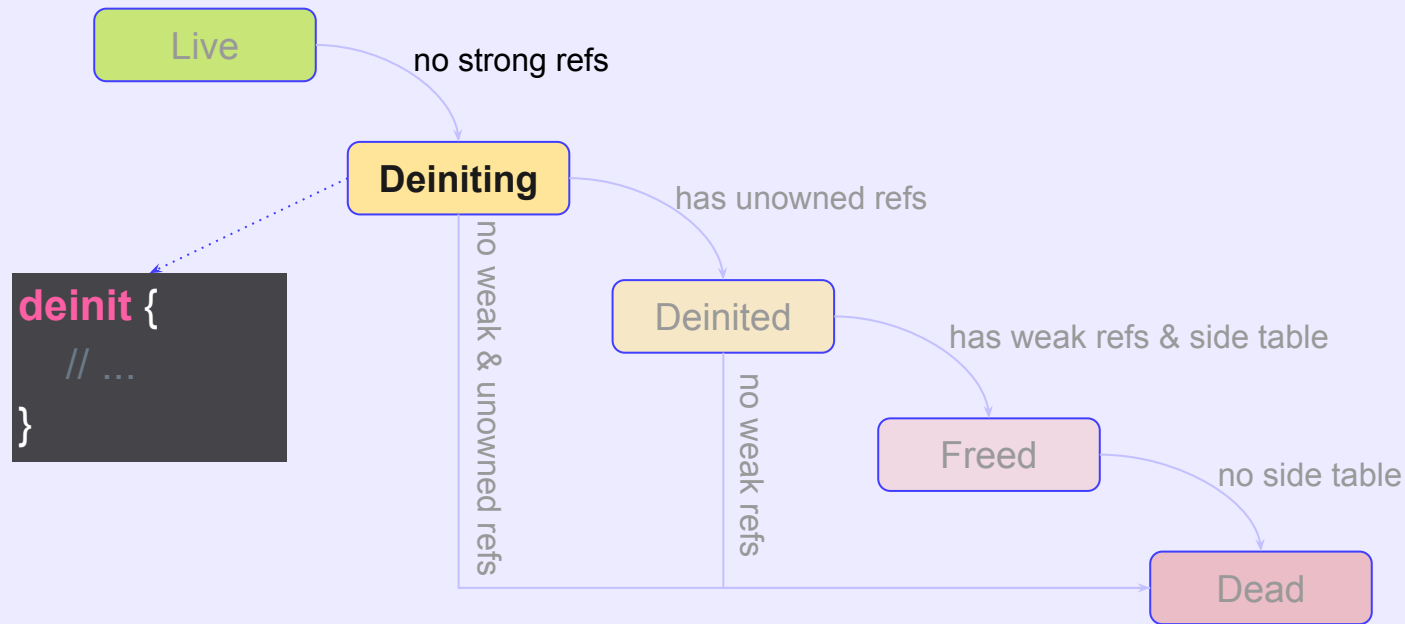 Live
no strong refs
Deiniting
has unowned refs
deinit {
// ...
}
no weak & unowned refs
Deinited
has weak refs & side table
no weak refs
Freed
no side table
Dead